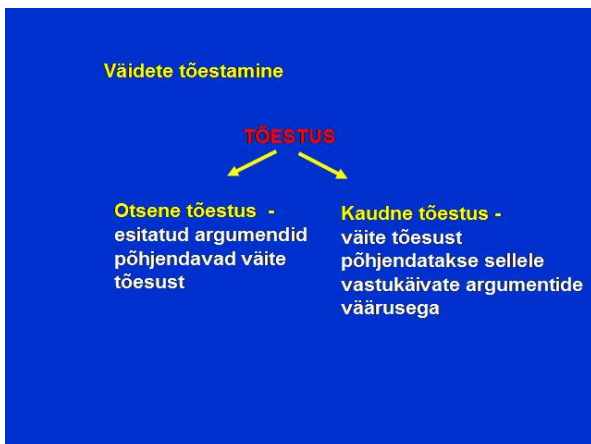 Väidete tõestamine
TÕESTUS
Otsene tõestus -
esitatud argumendid
põhjendavad väite
tõesust
Kaudne tõestus -
väite tõesust
põhjendatakse sellele
vastukäivate argumentide
väärusega